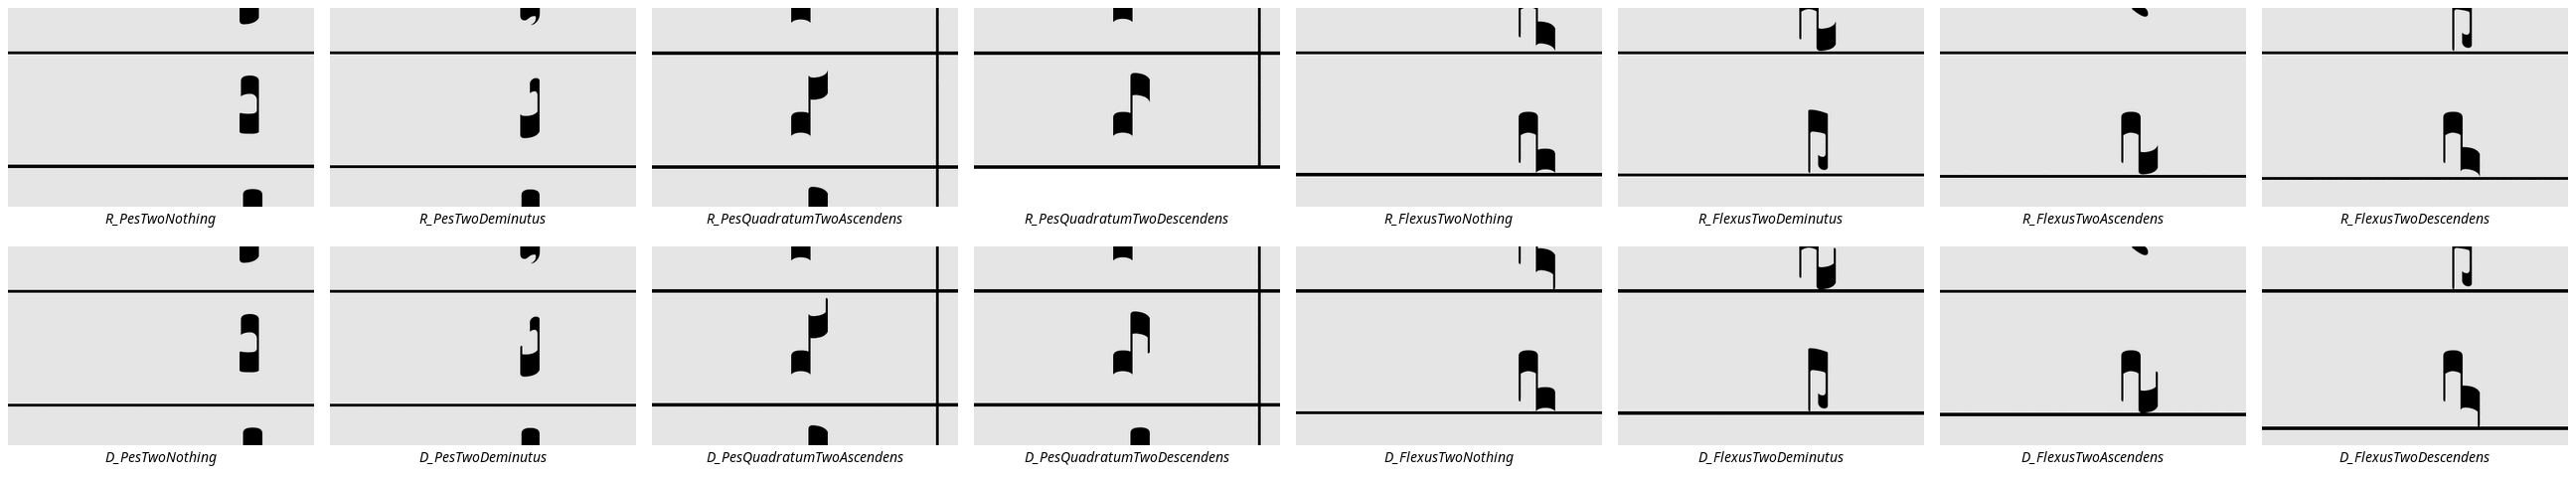 R_PesTwoNothing R_PesTwoDeminutus R_PesQuadratumTwoAscendens R_PesQuadratumTwoDescendens R_FlexusTwoNothing R_FlexusTwoDeminutus R_FlexusTwoAscendens R_FlexusTwoDescendens
D_PesTwoNothing D_PesTwoDeminutus D_PesQuadratumTwoAscendens D_PesQuadratumTwoDescendens D_FlexusTwoNothing D_FlexusTwoDeminutus D_FlexusTwoAscendens D_FlexusTwoDescendens